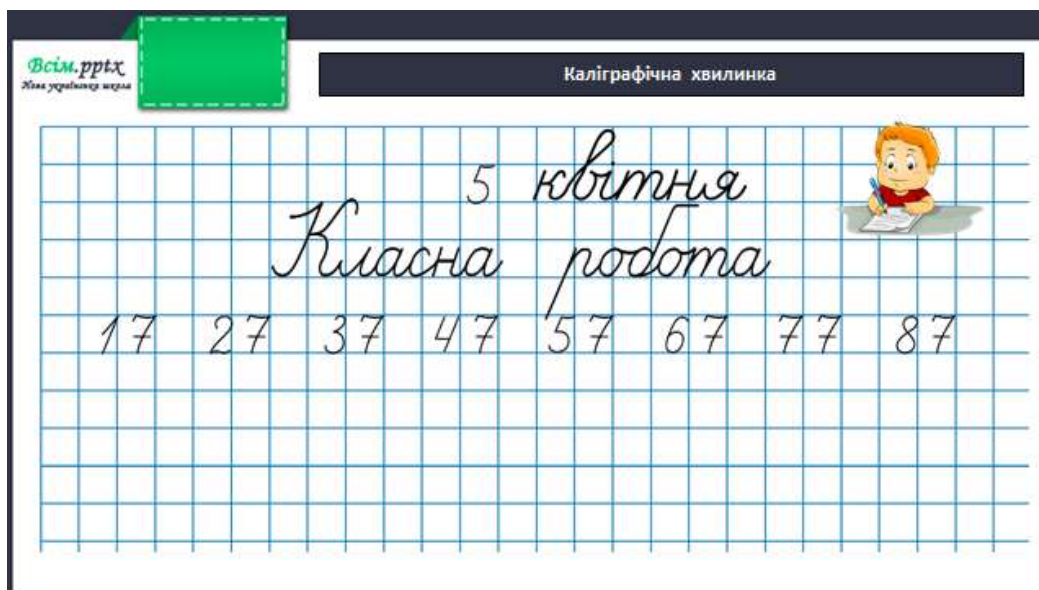 Всім.pptx
Нова українська школа
Каліграфічна хвилинка
5 квітня
Класна робота
17 27 37 47 57 67 77 87